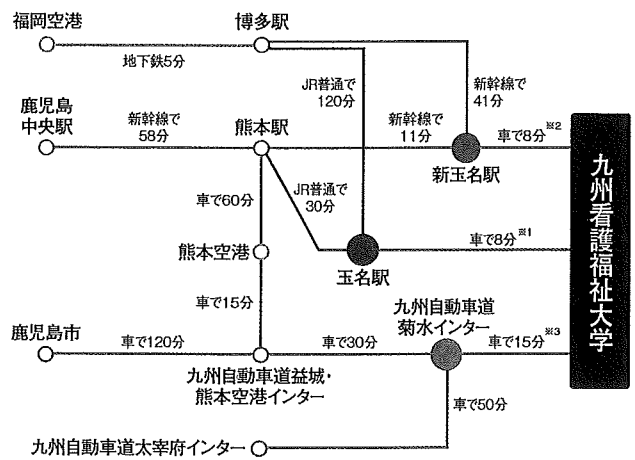 福岡空港
博多駅
地下鉄5分
JR普通で
120分
新幹線で
41分
鹿児島
中央駅
新幹線で
58分
熊本駅
新幹線で
11分
車で8分※2
新玉名駅
車で60分
JR普通で
30分
熊本空港
車で8分※1
玉名駅
車で15分
九州自動車道
菊水インター
鹿児島市
車で120分
車で30分
車で15分※3
九州自動車道益城・
熊本空港インター
車で50分
九州自動車道太宰府インター
九州看護福祉大学